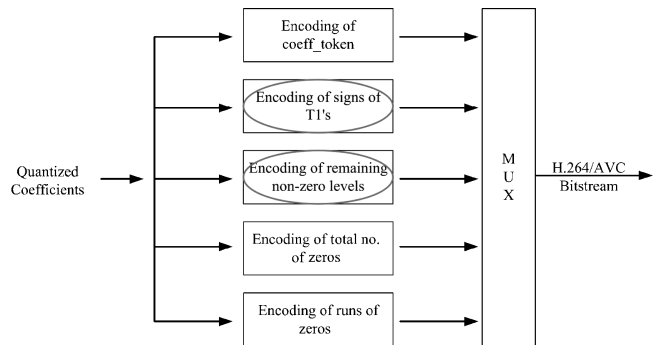 Encoding of
coeff_token
Encoding of signs of
T1's
Encoding of remaining
non-zero levels
Encoding of total no.
of zeros
Encoding of runs of
zeros
Quantized
Coefficients
M
U
X
H.264/AVC
Bitstream